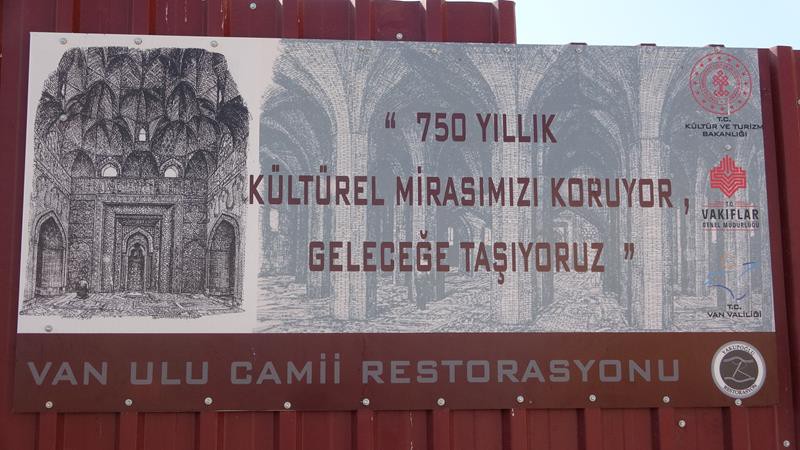 “ 750 YILLIK
KÜLTÜREL MİRASIMIZI KORUYOR ,
GELECEĞE TAŞIYORUZ ”
T.C.
KÜLTÜR VE TURİZM
BAKANLIĞI
T.C.
VAKIFLAR
GENEL MÜDÜRLÜĞÜ
T.C.
VAN VALİLİĞİ
VAN ULU CAMİİ RESTORASYONU
RESTORASYON